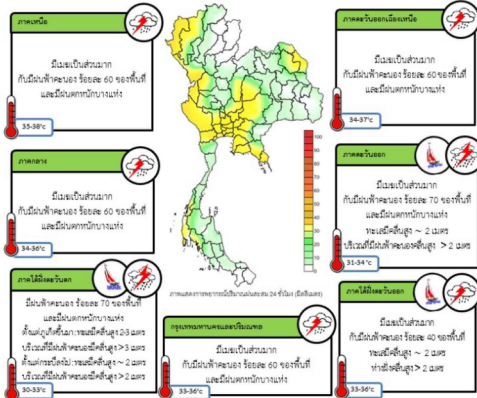 ภาคเหนือ
มีเมฆเป็นส่วนมาก
กับมีฝนฟ้าคะนอง ร้อยละ 60 ของพื้นที่
และมีฝนตกหนักบางแห่ง
35-38°c
ภาคตะวันออกเฉียงเหนือ
มีเมฆเป็นส่วนมาก
กับมีฝนฟ้าคะนอง ร้อยละ 60 ของพื้นที่
และมีฝนตกหนักบางแห่ง
34-37°c
ภาคกลาง
มีเมฆเป็นส่วนมาก
กับมีฝนฟ้าคะนอง ร้อยละ 60 ของพื้นที่
และมีฝนตกหนักบางแห่ง
34-36°c
ภาคตะวันออก
มีเมฆเป็นส่วนมาก
กับมีฝนฟ้าคะนอง ร้อยละ 70 ของพื้นที่
และมีฝนตกหนักบางแห่ง
ทะเลมีคลื่นสูง ~ 2 เมตร
บริเวณที่มีฝนฟ้าคะนองคลื่นสูง > 2 เมตร
31-34 °c
100
90
80
70
60
50
40
30
20
10
0
ภาพแสดงการพยากรณ์ปริมาณฝนสะสม 24 ชั่วโมง (มิลลิเมตร)
ภาคใต้ฝั่งตะวันตก
มีฝนฟ้าคะนอง ร้อยละ 70 ของพื้นที่
และมีฝนตกหนักบางแห่ง
ตั้งแต่ภูเก็ตขึ้นมา:ทะเลมีคลื่นสูง 2-3 เมตร
บริเวณที่มีฝนฟ้าคะนองมีคลื่นสูง >3 เมตร
ตั้งแต่กระบี่ลงไป:ทะเลมีคลื่นสูง ~ 2 เมตร
บริเวณที่มีฝนฟ้าคะนองมีคลื่นสูง > 2 เมตร
30-33°c
กรุงเทพมหานครและปริมณฑล
มีเมฆเป็นส่วนมาก
กับมีฝนฟ้าคะนอง ร้อยละ 60 ของพื้นที่
และมีฝนตกหนักบางแห่ง
33-36°c
ภาคใต้ฝั่งตะวันออก
มีเมฆเป็นส่วนมาก
กับมีฝนฟ้าคะนอง ร้อยละ 40 ของพื้นที่
ทะเลมีคลื่นสูง ~ 2 เมตร
ห่างฝั่งคลื่นสูง > 2 เมตร
33-36°c